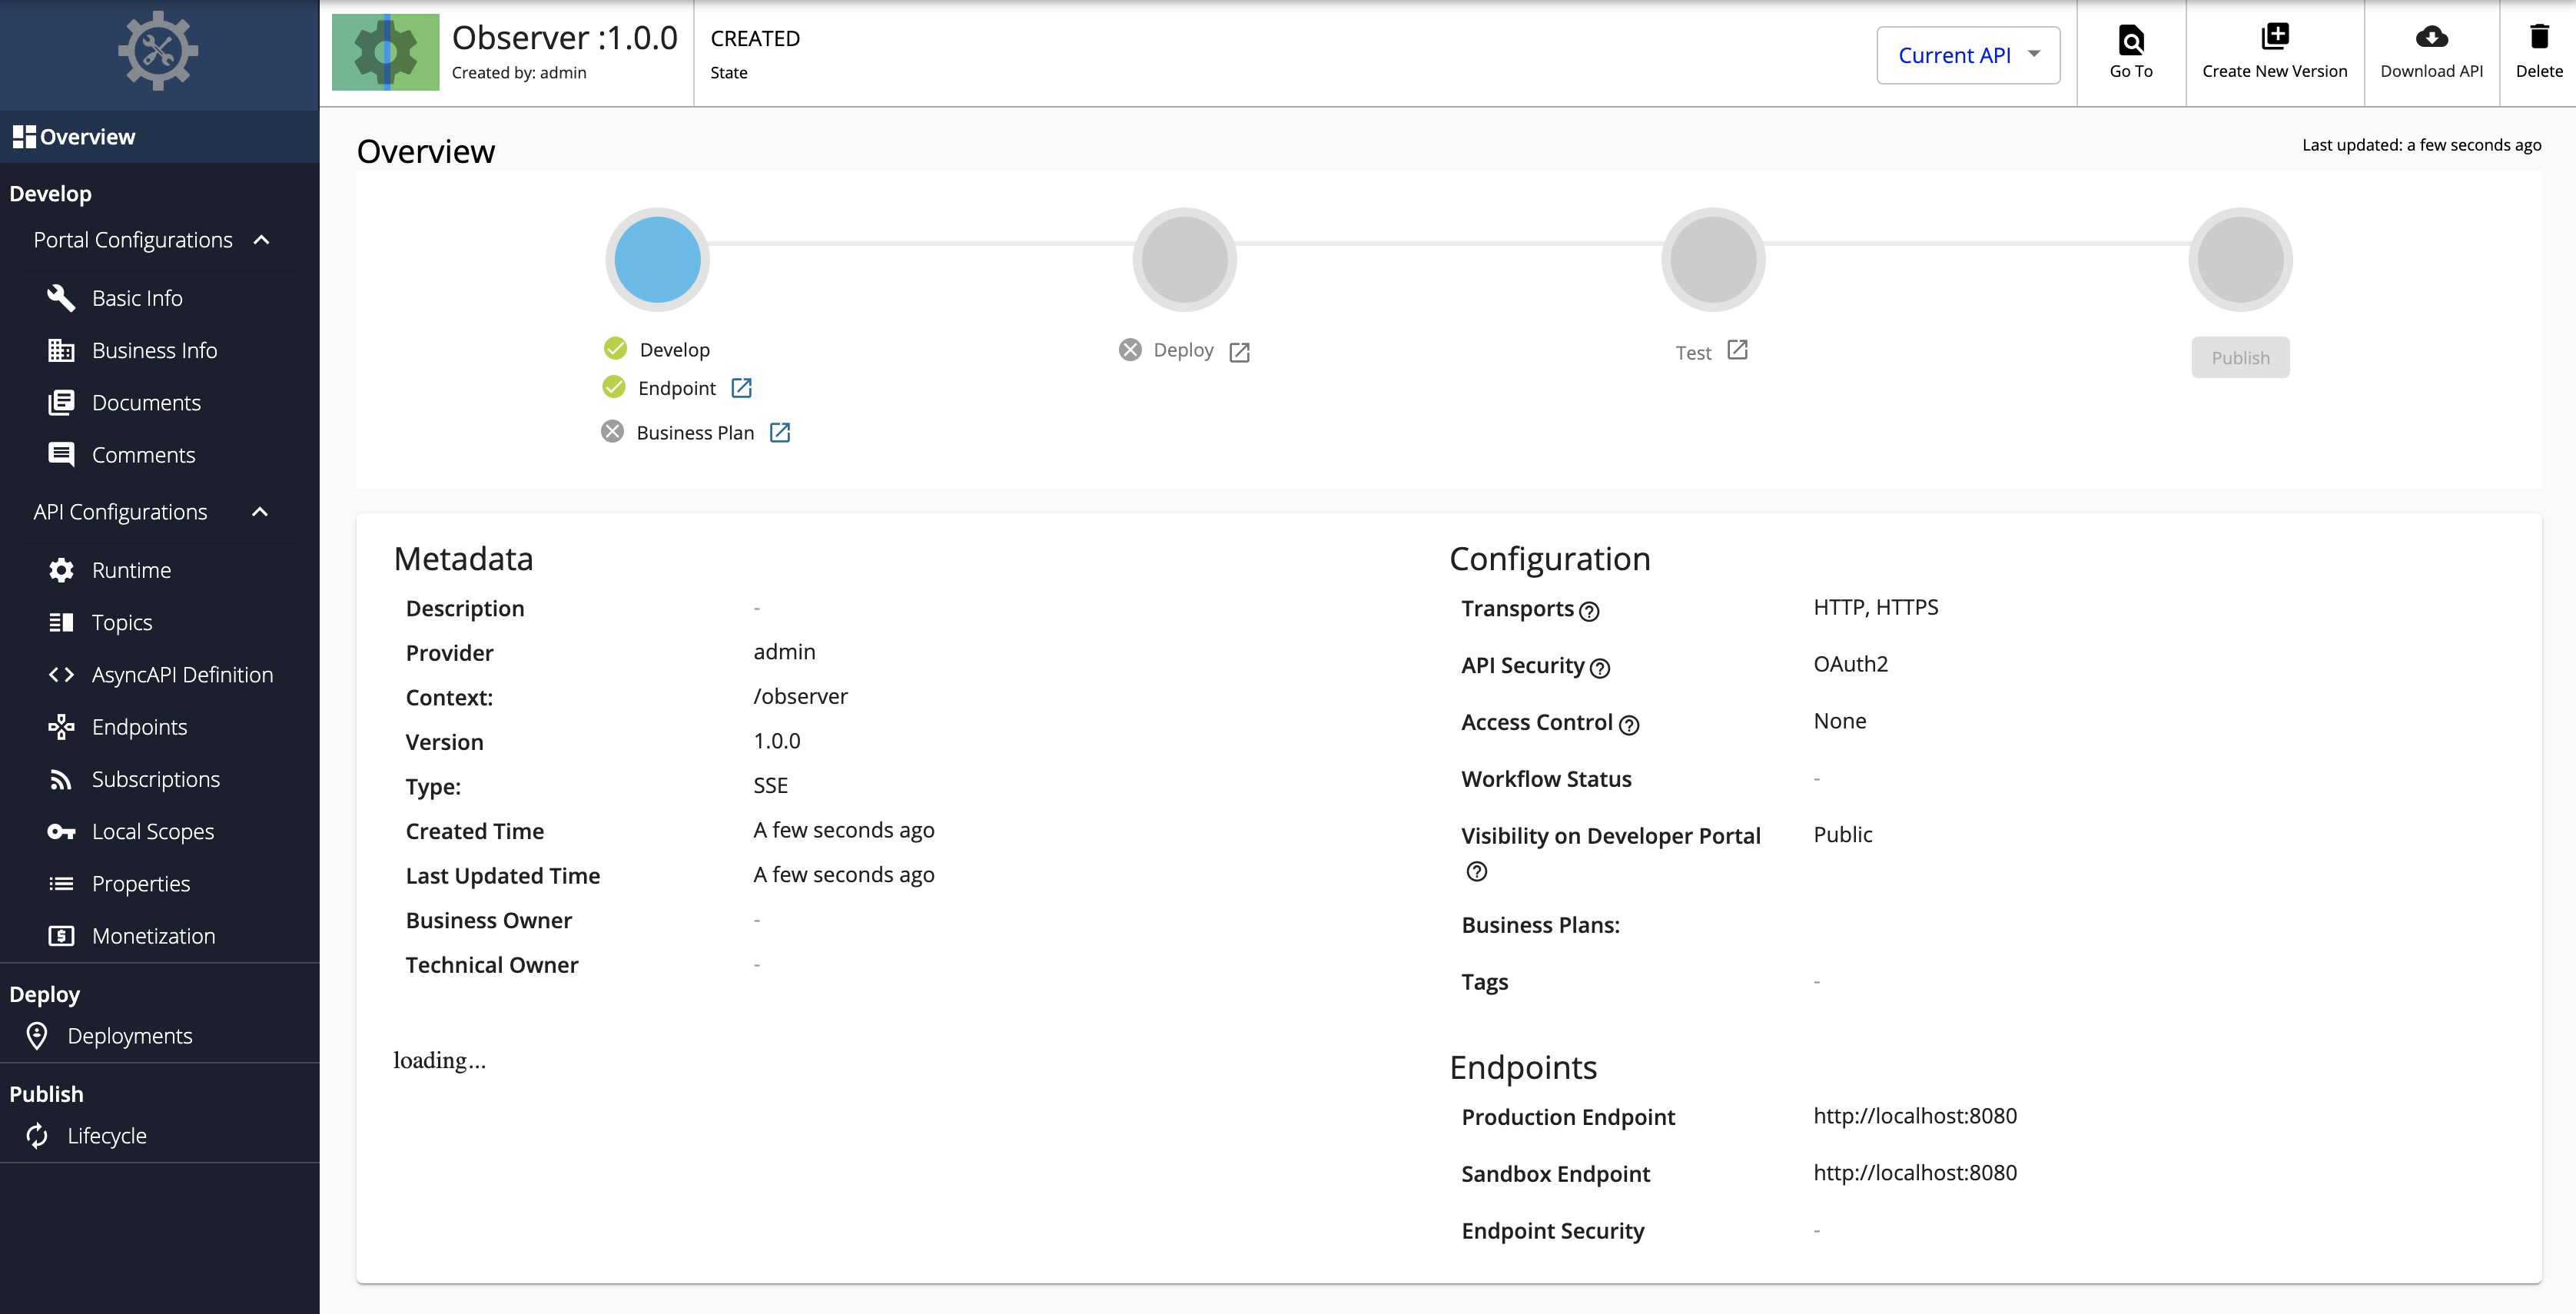 Observer :1.0.0
Created by: admin
CREATED
State
Current API
Go To
Create New Version
Download API
Delete
Overview
Develop
Portal Configurations
Basic Info
Business Info
Documents
Comments
API Configurations
Runtime
Topics
AsyncAPI Definition
Endpoints
Subscriptions
Local Scopes
Properties
Monetization
Deploy
Deployments
Publish
Lifecycle
Overview
Last updated: a few seconds ago
Develop
Endpoint
Business Plan
Deploy
Test
Publish
Metadata
Description -
Provider admin
Context: /observer
Version 1.0.0
Type: SSE
Created Time A few seconds ago
Last Updated Time A few seconds ago
Business Owner -
Technical Owner -
loading...
Configuration
Transports HTTP, HTTPS
API Security OAuth2
Access Control None
Workflow Status -
Visibility on Developer Portal Public
Business Plans:
Tags -
Endpoints
Production Endpoint http://localhost:8080
Sandbox Endpoint http://localhost:8080
Endpoint Security -